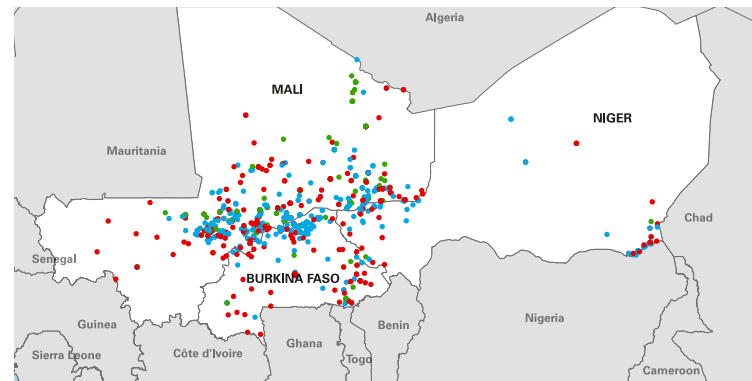 Algeria
MALI
NIGER
Mauritania
Chad
Senegal
BURKINA FASO
Guinea
Nigeria
Benin
Ghana
Côte d'Ivoire
Sierra Leone
Togo
Cameroon